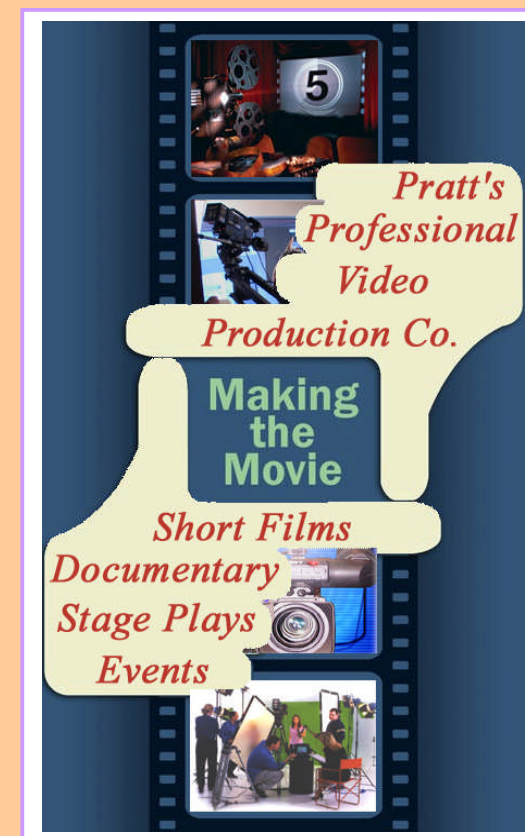 5
Pratt's
Professional
Video
Production Co.
Making
the
Movie
Short Films
Documentary
Stage Plays
Events